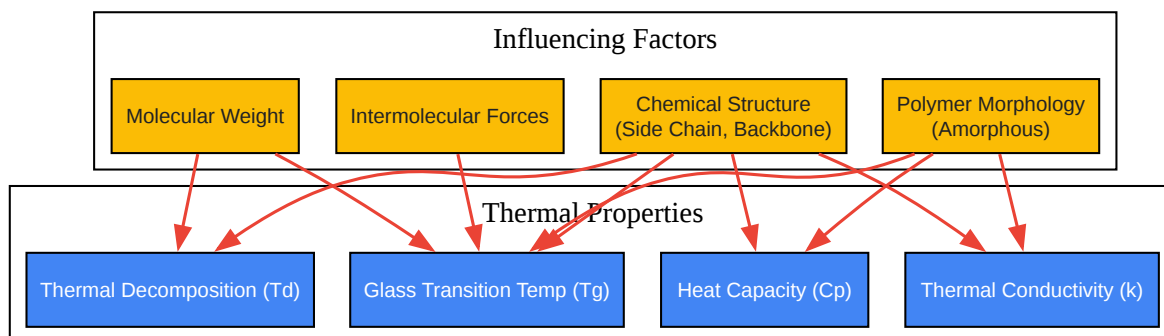 Influencing Factors
Molecular Weight
Intermolecular Forces
Chemical Structure
(Side Chain, Backbone)
Polymer Morphology
(Amorphous)
Thermal Properties
Thermal Decomposition (Td)
Glass Transition Temp (Tg)
Heat Capacity (Cp)
Thermal Conductivity (k)